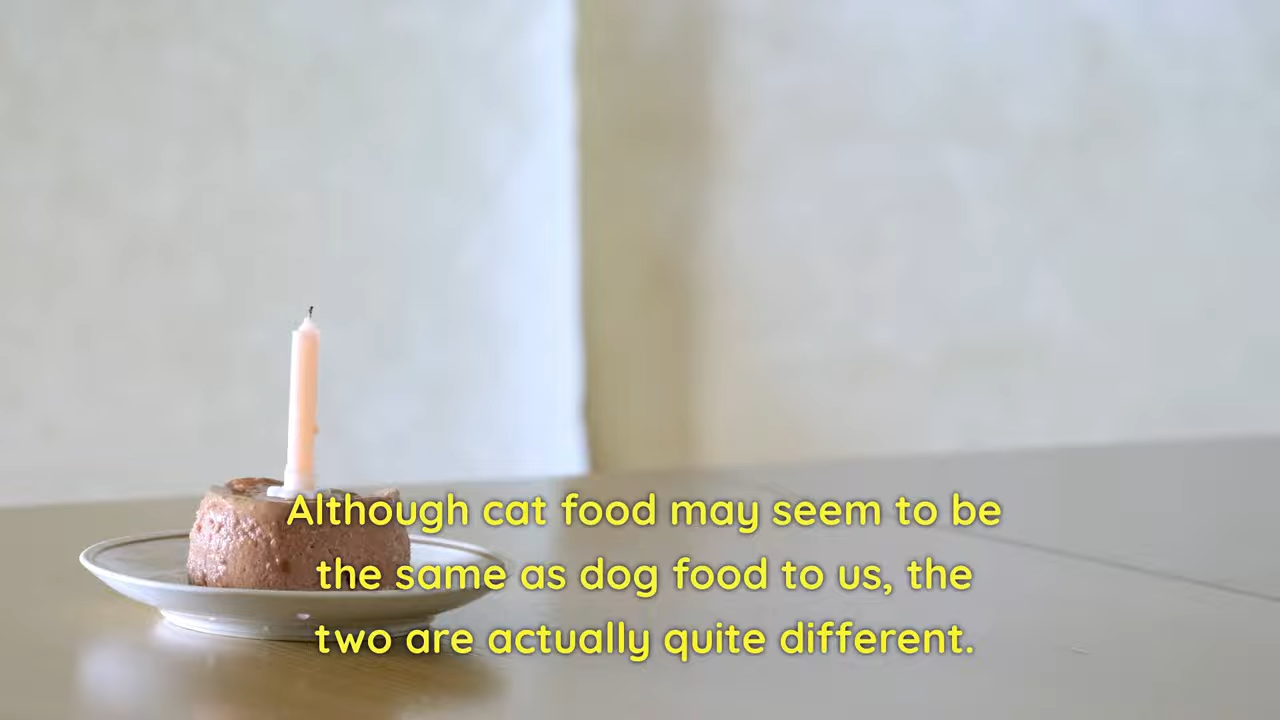 Although cat food may seem to be
the same as dog food to us, the
two are actually quite different.